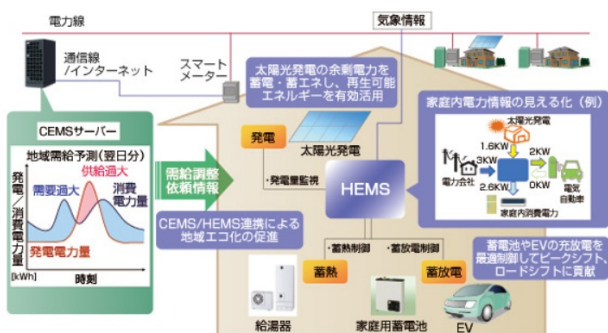 電力線
気象情報
通信線
/インターネット
スマート
メーター
太陽光発電の余剰電力を
蓄電・蓄エネし、再生可能
エネルギーを有効活用
家庭内電力情報の見える化(例)
太陽光発電
1.6KW
2KW
3KW
0KW
電力会社
2.6KW
電気
自動車
家庭内消費電力
CEMSサーバー
地域需給予測(翌日分)
供給過大
需要過大
消費
電力量
発電電力量
発電/消費電力量
[kWh]
時刻
需給調整
依頼情報
発電
太陽光発電
・発電量監視
HEMS
CEMS/HEMS連携による
地域エコ化の促進
・蓄熱制御
・蓄放電制御
蓄熱
蓄放電
給湯器
家庭用蓄電池
EV
蓄電池やEVの充放電を
最適制御してピークシフト、
ロードシフトに貢献